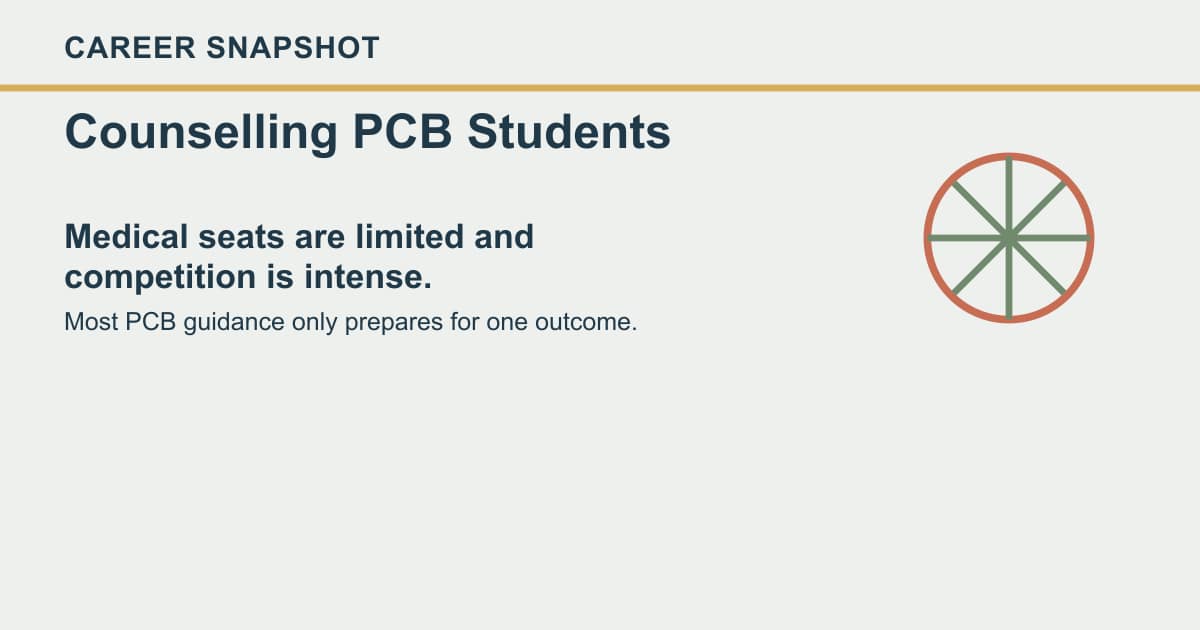 CAREER SNAPSHOT
Counselling PCB Students
Medical seats are limited and
competition is intense.
Most PCB guidance only prepares for one outcome.